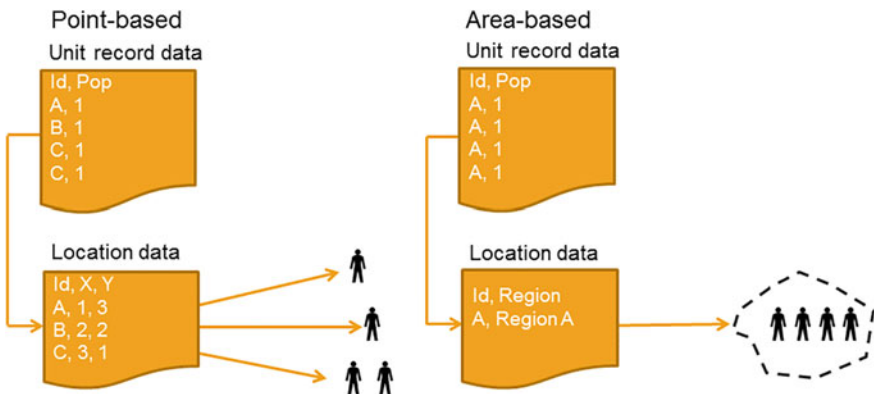 Point-based
Unit record data
Id, Pop
A, 1
B, 1
C, 1
C, 1
Location data
Id, X, Y
A, 1, 3
B, 2, 2
C, 3, 1
Area-based
Unit record data
Id, Pop
A, 1
A, 1
A, 1
A, 1
Location data
Id, Region
A, Region A